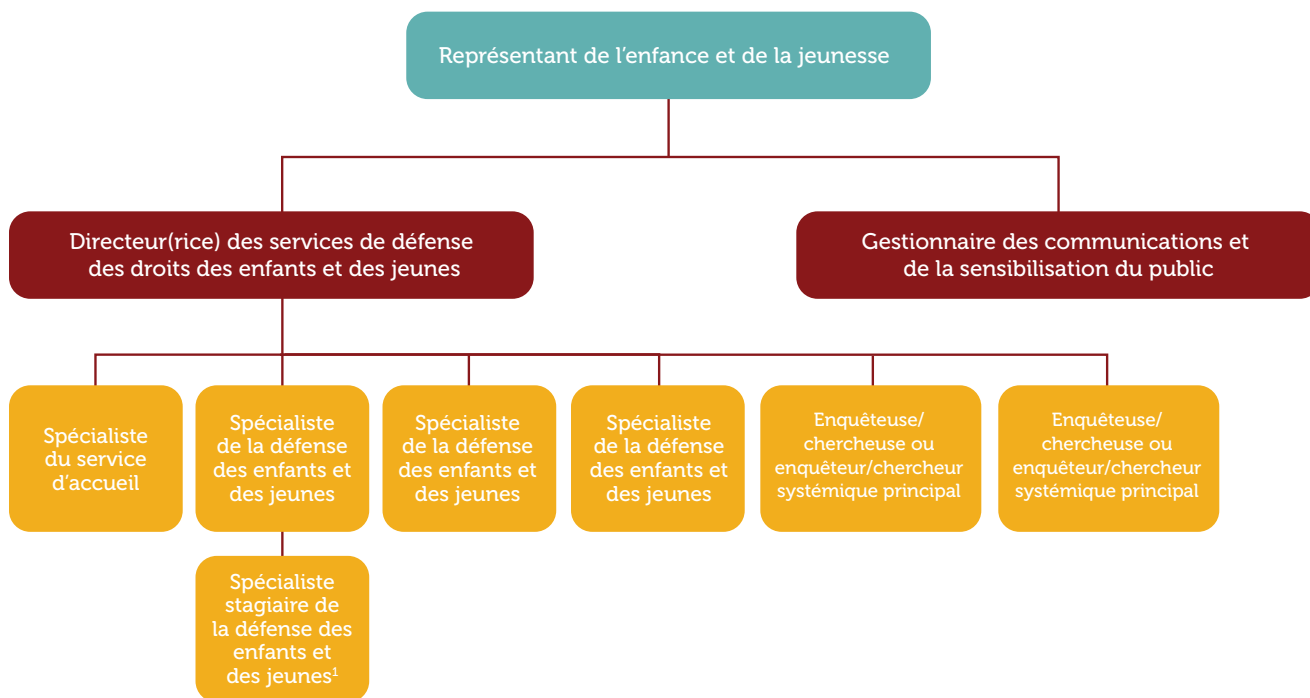 Représentant de l’enfance et de la jeunesse
Directeur(rice) des services de défense
des droits des enfants et des jeunes
Gestionnaire des communications et
de la sensibilisation du public
Spécialiste
du service
d’accueil
Spécialiste
de la défense
des enfants et
des jeunes
Spécialiste
de la défense
des enfants et
des jeunes
Spécialiste
de la défense
des enfants et
des jeunes
Enquêteuse/
chercheuse ou
enquêteur/chercheur
systémique principal
Enquêteuse/
chercheuse ou
enquêteur/chercheur
systémique principal
Spécialiste
stagiaire de
la défense des
enfants et
des jeunes¹